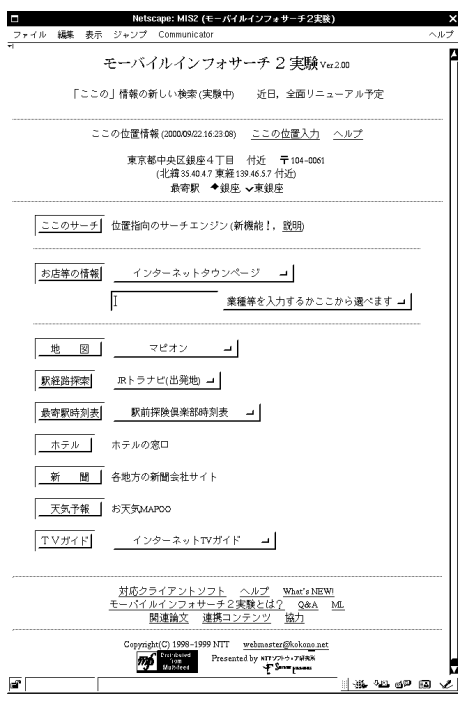 Netscape: MIS2 (モーバイルインフォサーチ2実験)
ファイル 編集 表示 ジャンプ Communicator ヘルプ
モーバイルインフォサーチ 2 実験 Ver.2.00
「ここの」情報の新しい検索(実験中) 近日, 全面リニューアル予定
ここの位置情報 (2000/09/22.16:23:08) ここの位置入力 ヘルプ
東京都中央区銀座4丁目 付近 〒104-0061
(北緯 35.40.4.7 東経 139.46.5.7 付近)
最寄駅 銀座 東銀座
ここのサーチ 位置指向のサーチエンジン(新機能!, 説明)
お店等の情報 インターネットタウンページ
業種等を入力するかここから選べます
地 図 マピオン
駅経路探索 JRトラナビ(出発地)
最寄駅時刻表 駅前探険倶楽部時刻表
ホテル ホテルの窓口
新 聞 各地方の新聞会社サイト
天気予報 お天気MAPOO
TVガイド インターネットTVガイド
対応クライアントソフト ヘルプ What's NEW!
モーバイルインフォサーチ2実験とは? Q&A ML
関連論文 連携コンテンツ 協力
Copyright(C) 1998-1999 NTT webmaster@kokono.net
Distributed from Multi-feed Presented by NTTソフトウェア研究所